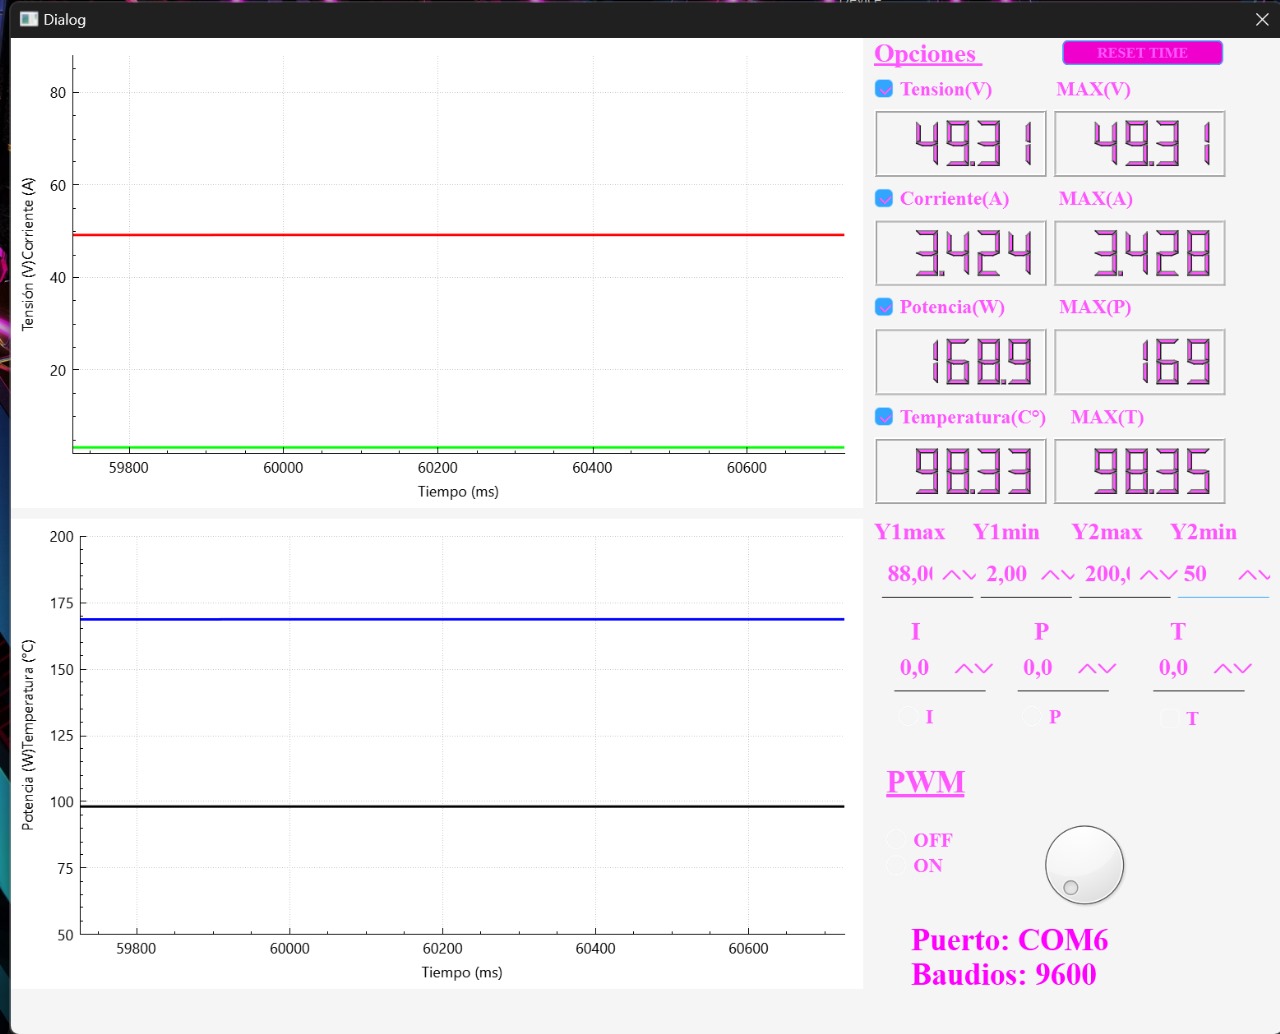 Dialog
80
60
40
20
Tensión (V)Corriente (A)
59800 60000 60200 60400 60600
Tiempo (ms)
200
175
150
125
100
75
50
Potencia (W)Temperatura (°C)
59800 60000 60200 60400 60600
Tiempo (ms)
Opciones RESET TIME
Tension(V) MAX(V)
49.31 49.31
Corriente(A) MAX(A)
3.424 3.428
Potencia(W) MAX(P)
168.9 169
Temperatura(C°) MAX(T)
98.33 98.35
Y1max Y1min Y2max Y2min
88,0 2,00 200, 50
I P T
0,0 0,0 0,0
I P T
PWM
OFF
ON
Puerto: COM6
Baudios: 9600